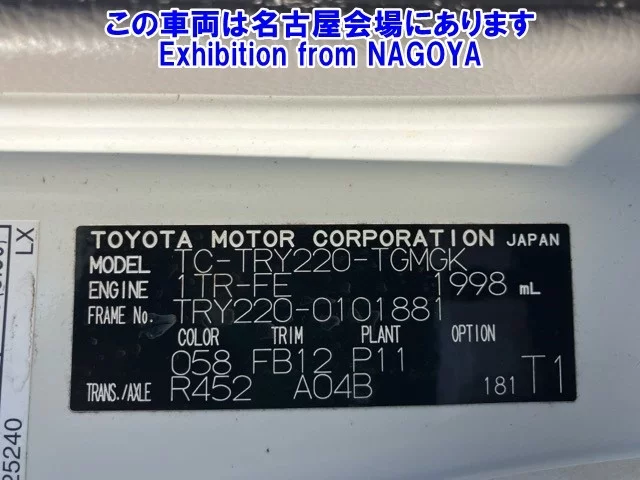 この車両は名古屋会場にあります
Exhibition from NAGOYA
TOYOTA MOTOR CORPORATION JAPAN
MODEL TC-TRY220-TGMGK
ENGINE 1TR-FE 1998 mL
FRAME No. TRY220-0101881
COLOR TRIM PLANT OPTION
058 FB12 P11
TRANS./AXLE R452 A04B 181 T1
LX
25240